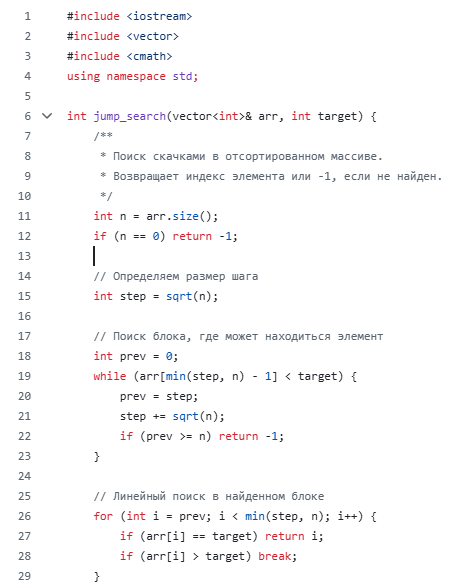 1 #include <iostream>
2 #include <vector>
3 #include <cmath>
4 using namespace std;
5
6 int jump_search(vector<int>& arr, int target) {
7 /**
8 * Поиск скачками в отсортированном массиве.
9 * Возвращает индекс элемента или -1, если не найден.
10 */
11 int n = arr.size();
12 if (n == 0) return -1;
13
14 // Определяем размер шага
15 int step = sqrt(n);
16
17 // Поиск блока, где может находиться элемент
18 int prev = 0;
19 while (arr[min(step, n) - 1] < target) {
20 prev = step;
21 step += sqrt(n);
22 if (prev >= n) return -1;
23 }
24
25 // Линейный поиск в найденном блоке
26 for (int i = prev; i < min(step, n); i++) {
27 if (arr[i] == target) return i;
28 if (arr[i] > target) break;
29 }